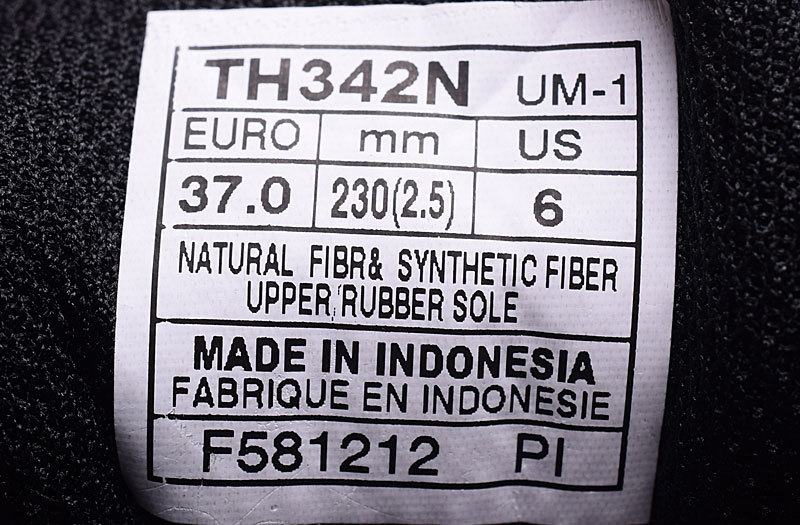 TH342N UM-1
EURO mm US
37.0 230(2.5) 6
NATURAL FIBR& SYNTHETIC FIBER
UPPER/RUBBER SOLE
MADE IN INDONESIA
FABRIQUE EN INDONESIE
F581212 PI